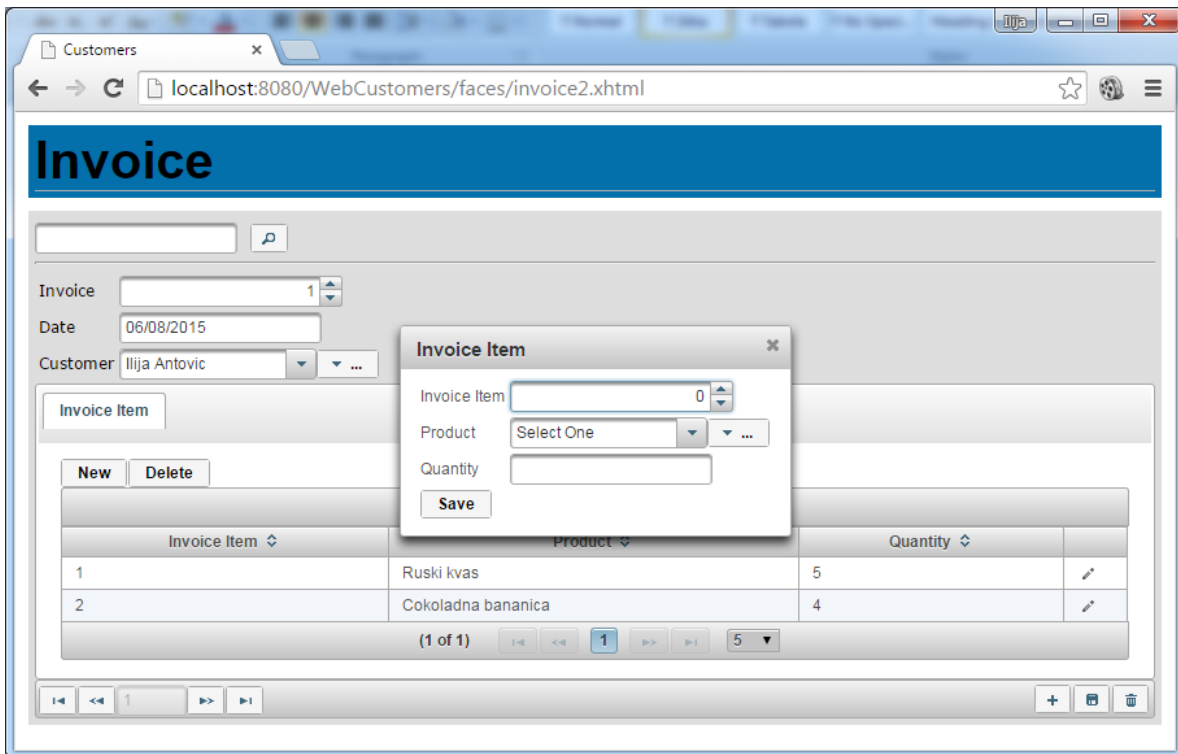 Ilija
Customers
localhost:8080/WebCustomers/faces/invoice2.xhtml
Invoice
Invoice 1
Date 06/08/2015
Customer Ilija Antovic ...
Invoice Item
Invoice Item 0
Product Select One ...
Quantity
Save
Invoice Item
New Delete
Invoice Item Product Quantity
1 Ruski kvas 5
2 Cokoladna bananica 4
(1 of 1) 1 5
1